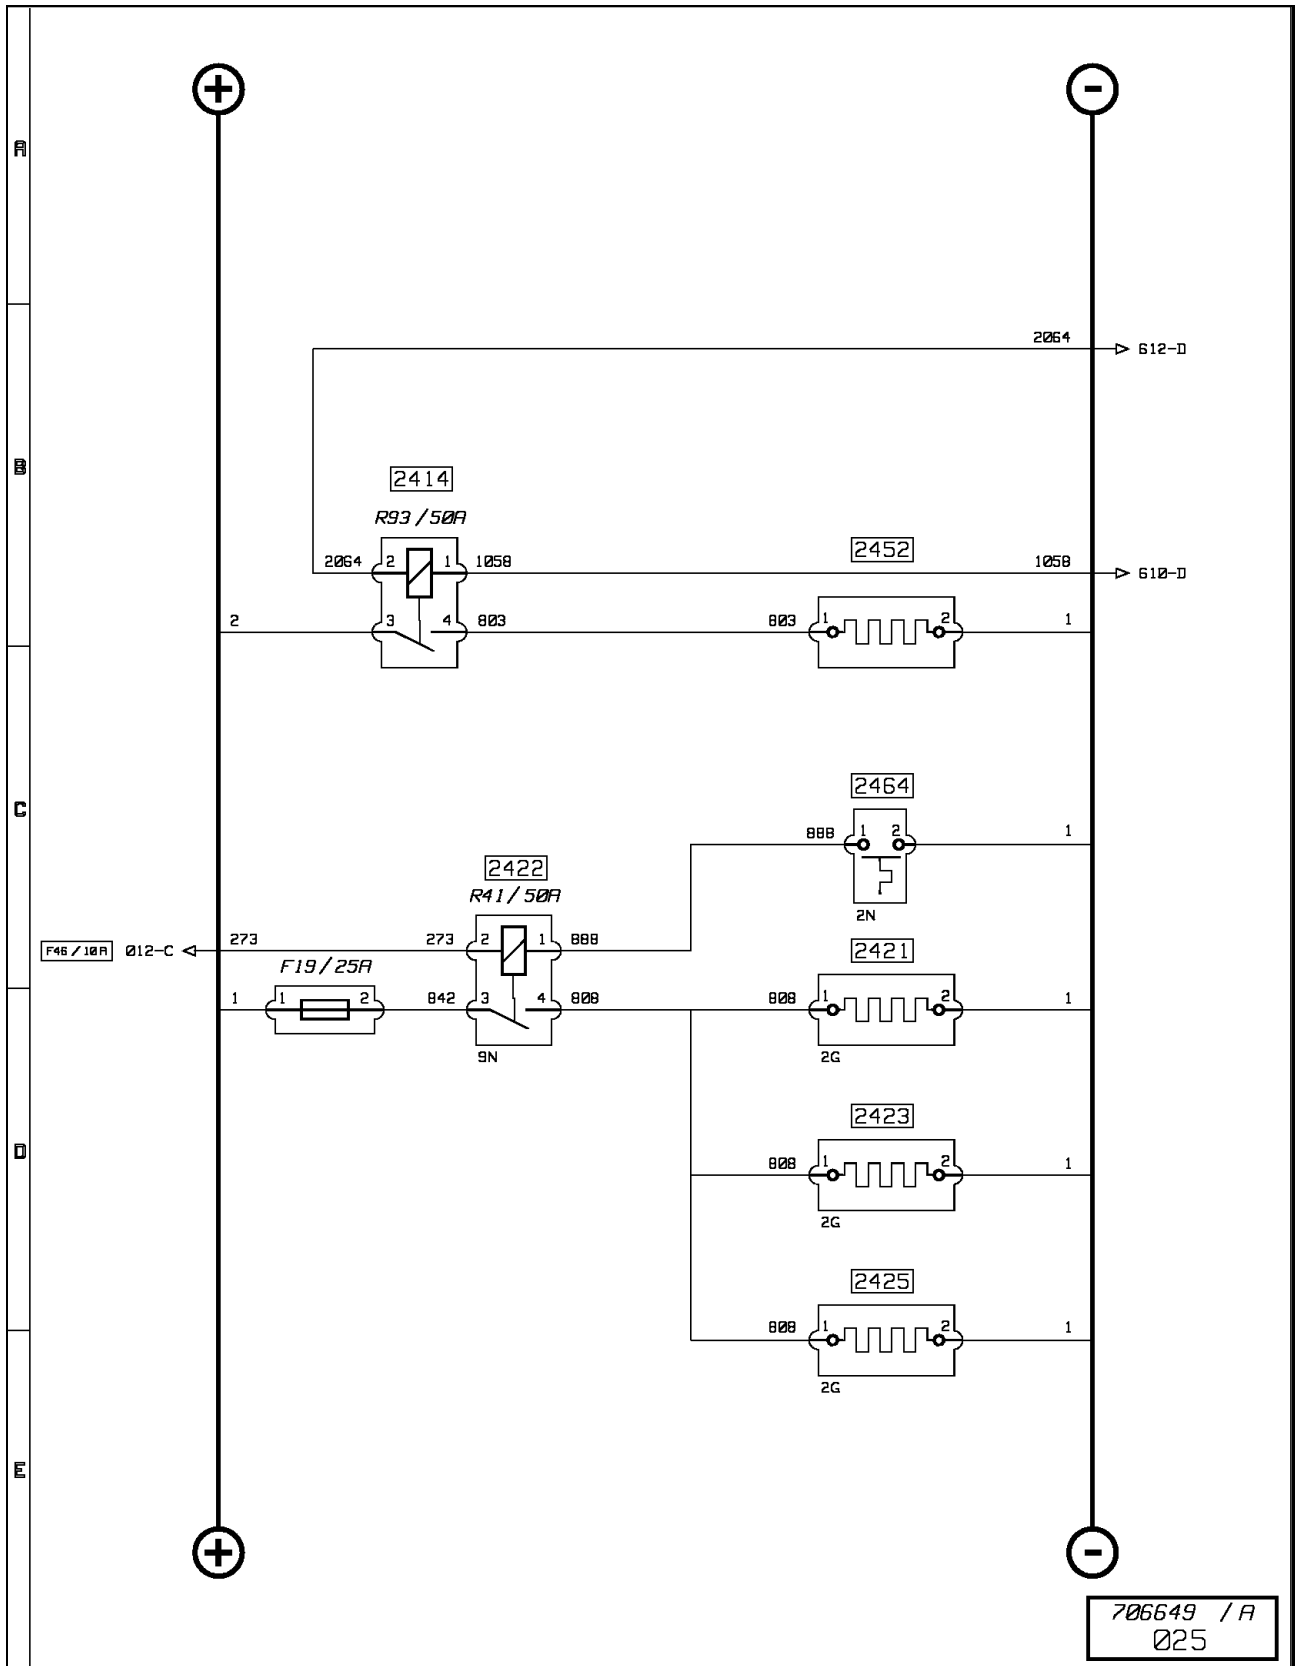 + -
A
2064
612-D
B
2414
R93/50A
2452
2064 2 1 1058 1058 610-D
2 3 4 803 803 1 2 1
C
2464
888 1 2 1
2422
R41/50A
2N
F46/10A 012-C 273 273 2 1 888
2421
F19/25A
1 1 2 842 3 4 808 808 1 2 1
9N 2G
2423
D
808 1 2 1
2G
2425
808 1 2 1
2G
E
+ -
706649 /A
025